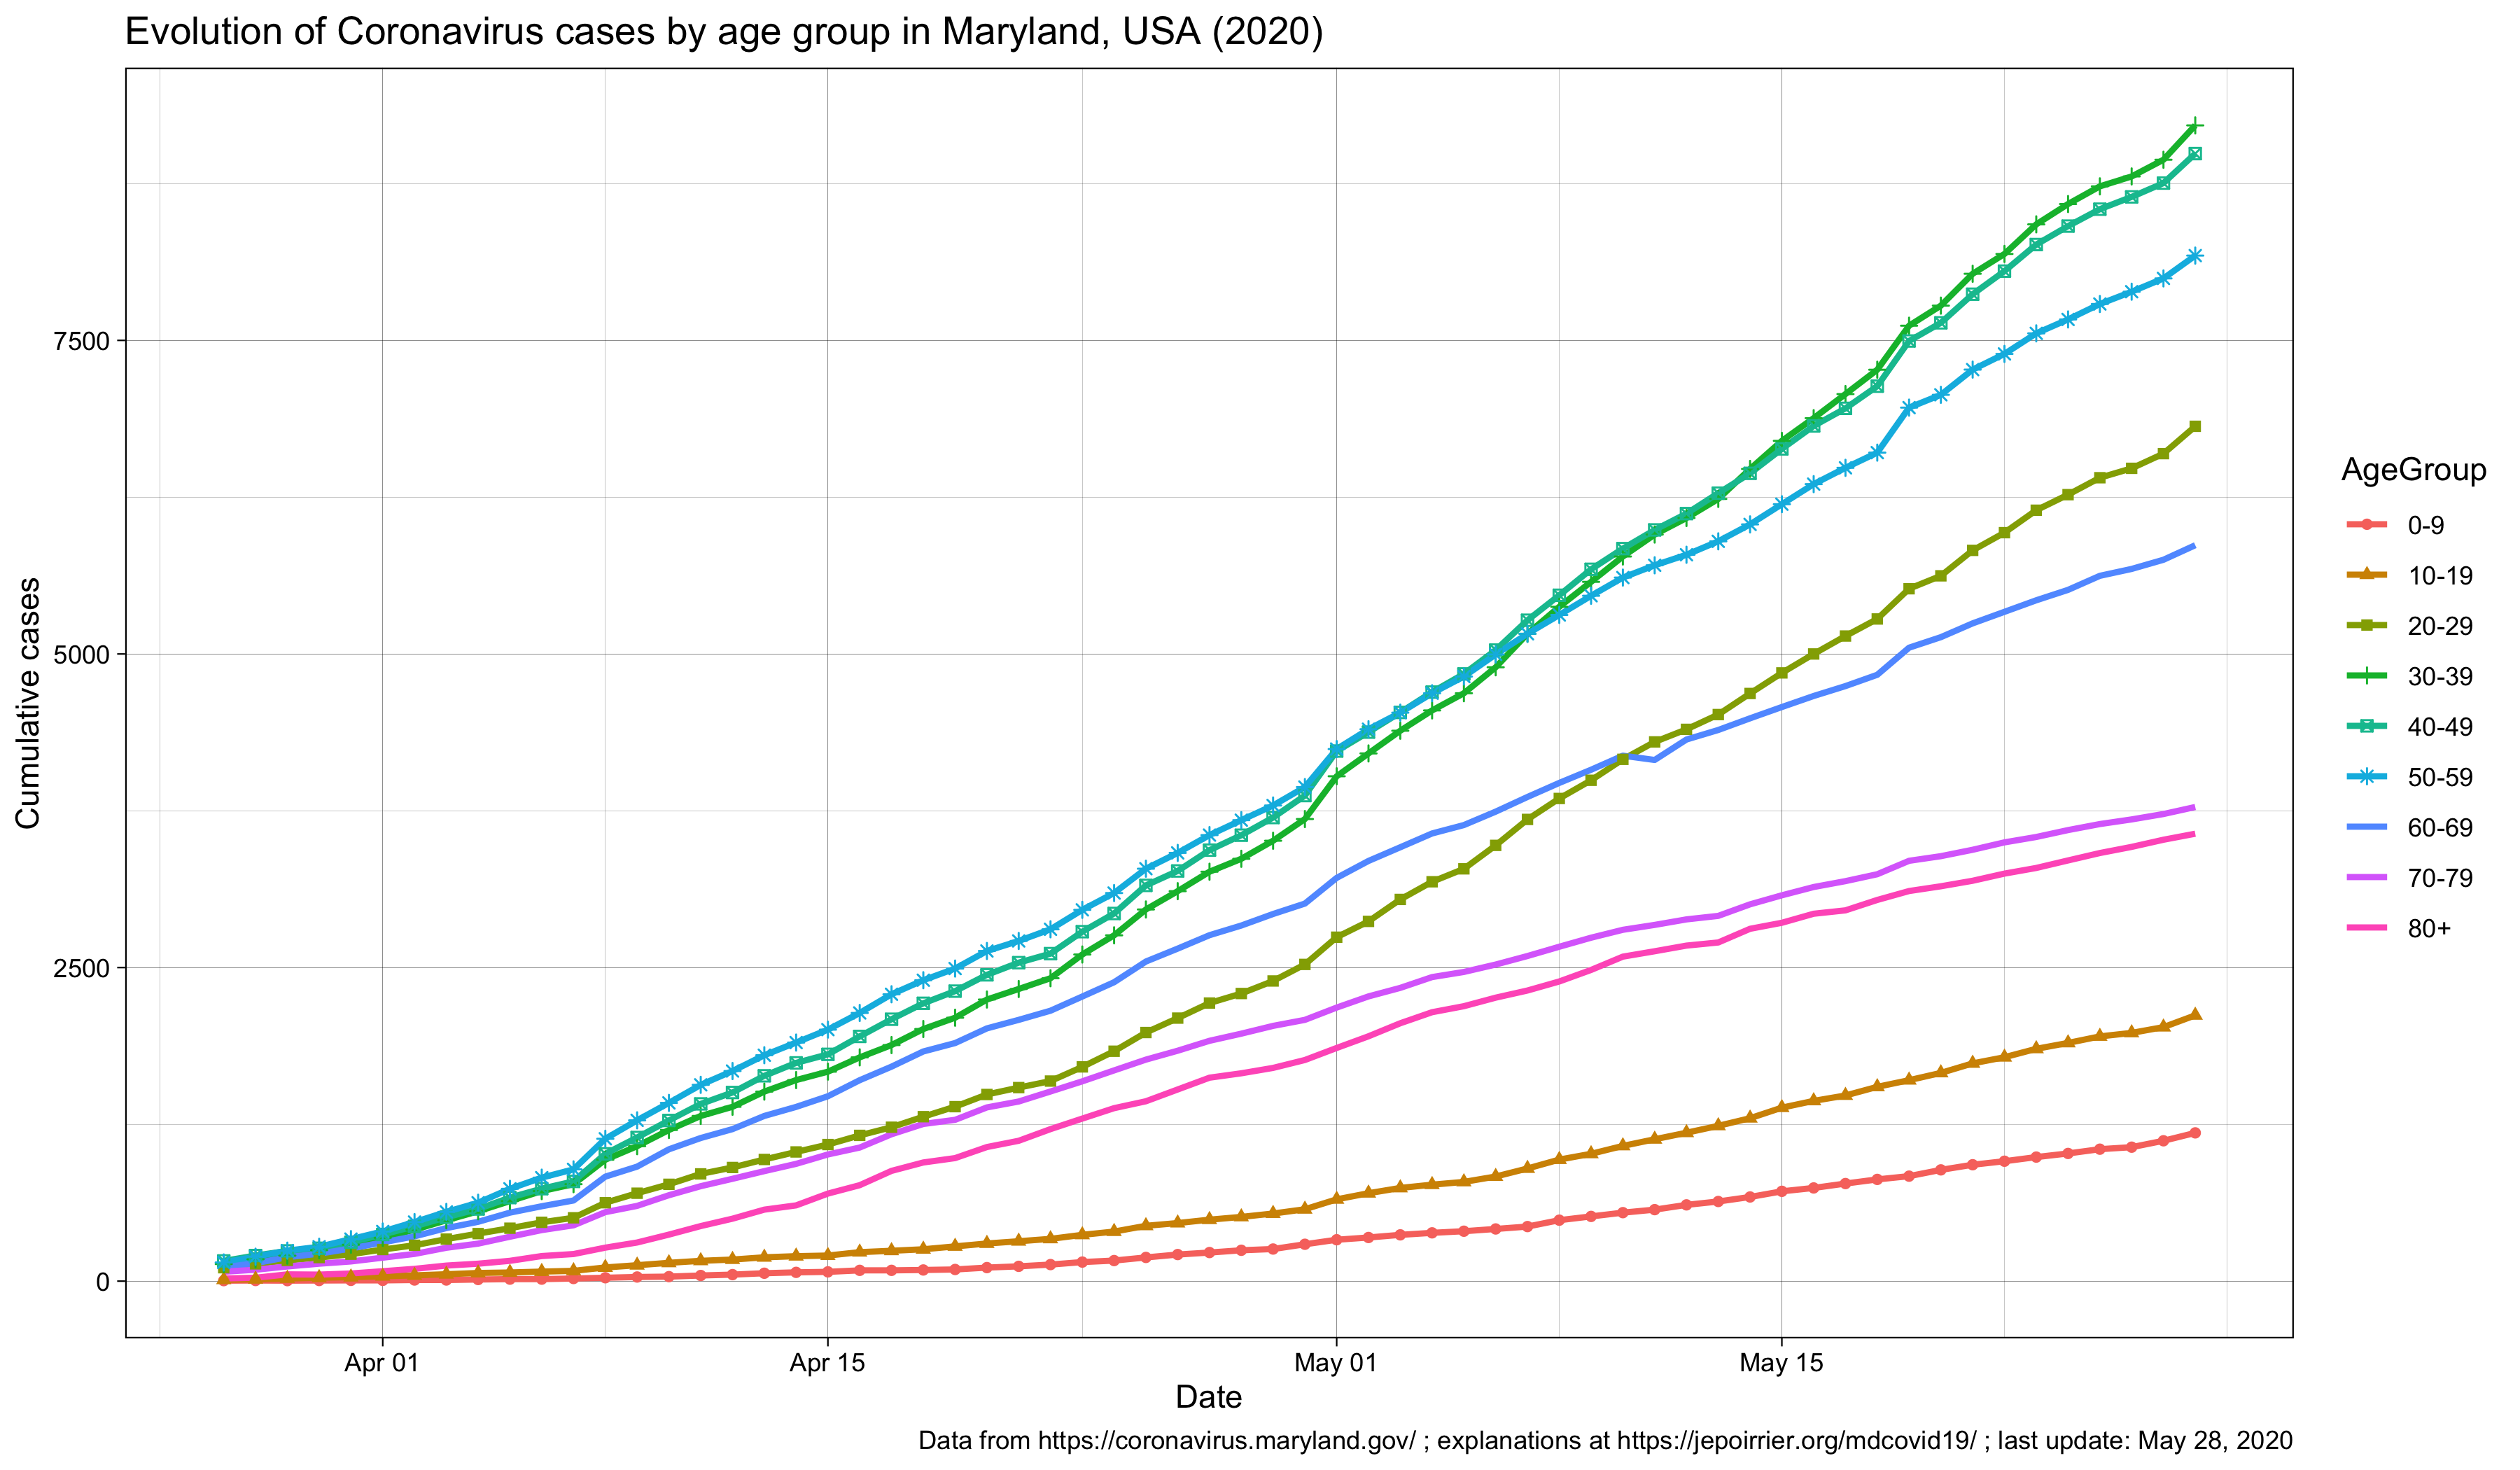 Evolution of Coronavirus cases by age group in Maryland, USA (2020)
Cumulative cases
7500
5000
2500
0
Apr 01
Apr 15
May 01
May 15
Date
AgeGroup
0-9
10-19
20-29
30-39
40-49
50-59
60-69
70-79
80+
Data from https://coronavirus.maryland.gov/ ; explanations at https://jepoirrier.org/mdcovid19/ ; last update: May 28, 2020